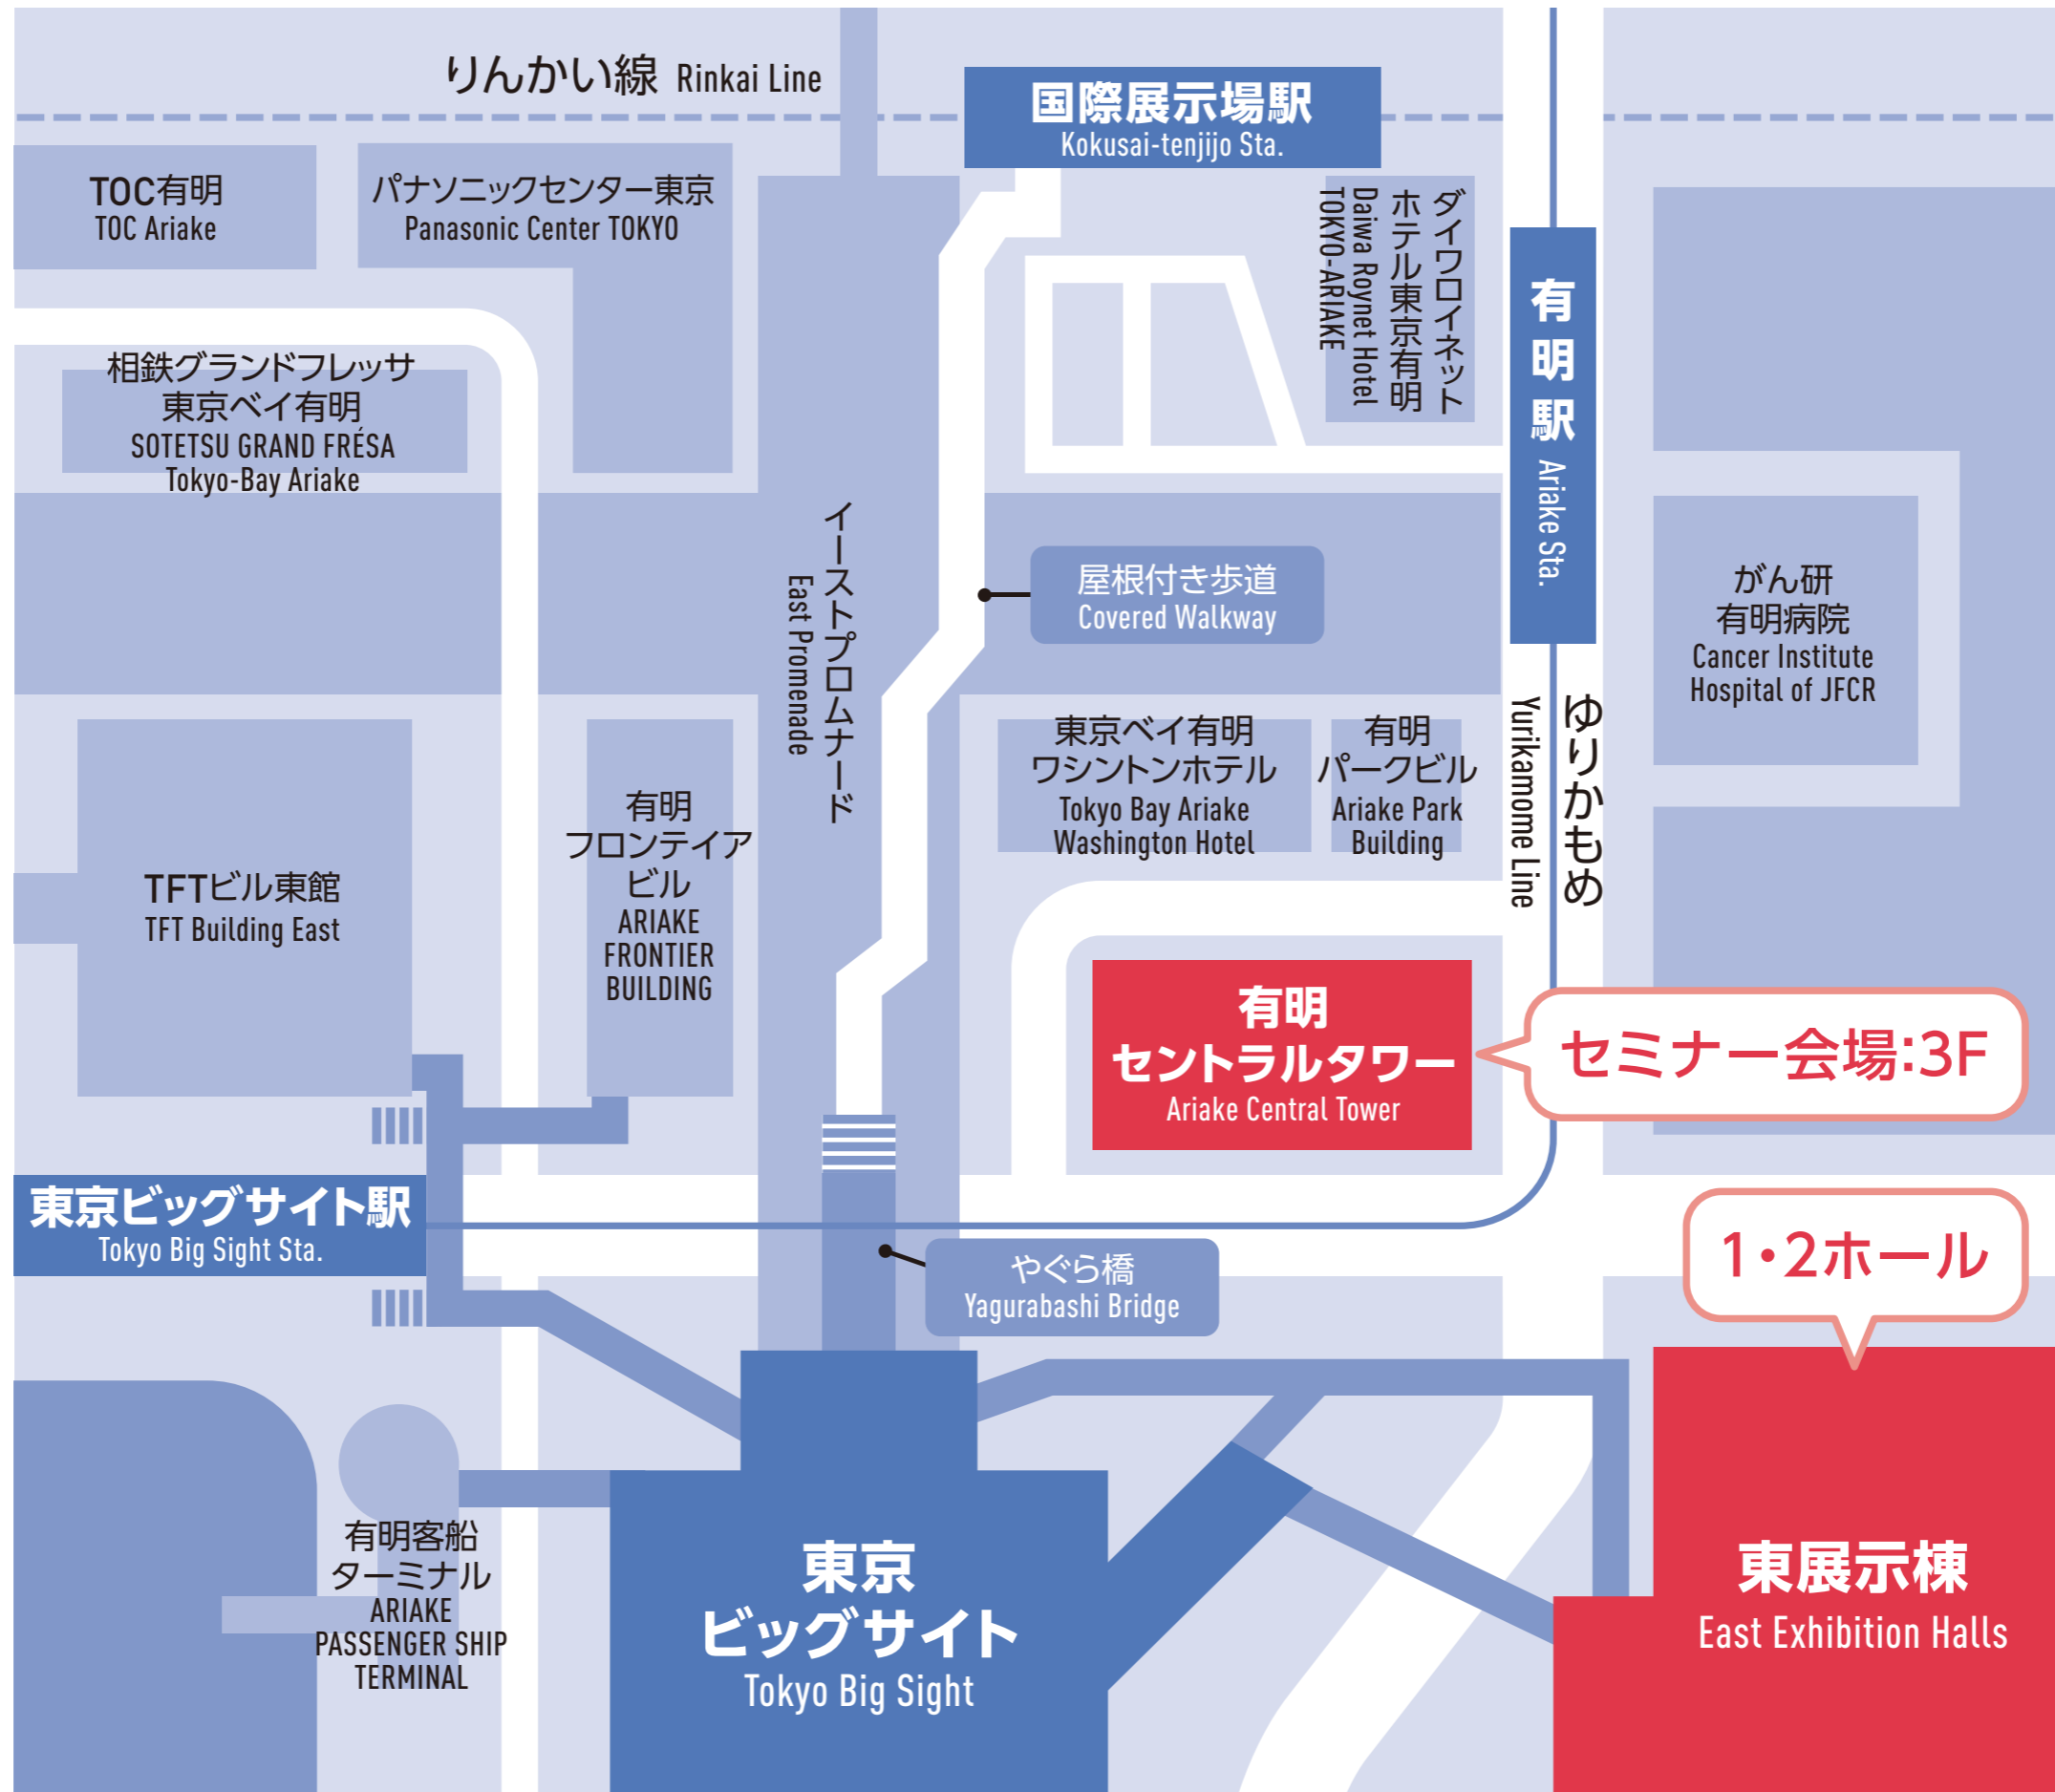 りんかい線 Rinkai Line
国際展示場駅
Kokusai-tenjijo Sta.
TOC有明
TOC Ariake
パナソニックセンター東京
Panasonic Center TOKYO
ダイワロイネット
ホテル東京有明
Daiwa Roynet Hotel
TOKYO-ARIAKE
有明駅 Ariake Sta.
相鉄グランドフレッサ
東京ベイ有明
SOTETSU GRAND FRÉSA
Tokyo-Bay Ariake
イーストプロムナード
East Promenade
屋根付き歩道
Covered Walkway
がん研
有明病院
Cancer Institute
Hospital of JFCR
ゆりかもめ
Yurikamome Line
東京ベイ有明
ワシントンホテル
Tokyo Bay Ariake
Washington Hotel
有明
パークビル
Ariake Park
Building
TFTビル東館
TFT Building East
有明
フロンテイア
ビル
ARIAKE
FRONTIER
BUILDING
有明
セントラルタワー
Ariake Central Tower
セミナー会場:3F
東京ビッグサイト駅
Tokyo Big Sight Sta.
やぐら橋
Yagurabashi Bridge
1・2ホール
有明客船
ターミナル
ARIAKE
PASSENGER SHIP
TERMINAL
東京
ビッグサイト
Tokyo Big Sight
東展示棟
East Exhibition Halls